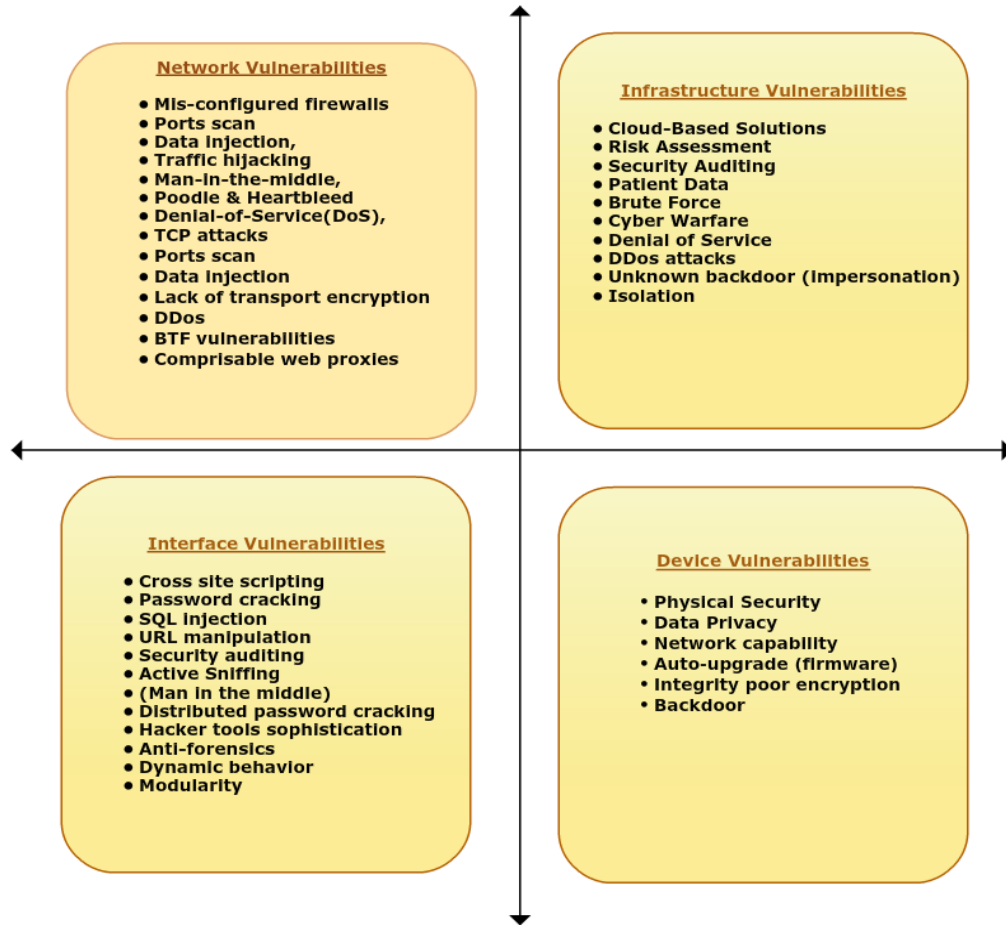 Network Vulnerabilities
● Mis-configured firewalls
● Ports scan
● Data injection,
● Traffic hijacking
● Man-in-the-middle,
● Poodle & Heartbleed
● Denial-of-Service(DoS),
● TCP attacks
● Ports scan
● Data injection
● Lack of transport encryption
● DDos
● BTF vulnerabilities
● Comprisable web proxies
Infrastructure Vulnerabilities
● Cloud-Based Solutions
● Risk Assessment
● Security Auditing
● Patient Data
● Brute Force
● Cyber Warfare
● Denial of Service
● DDos attacks
● Unknown backdoor (impersonation)
● Isolation
Interface Vulnerabilities
● Cross site scripting
● Password cracking
● SQL injection
● URL manipulation
● Security auditing
● Active Sniffing
● (Man in the middle)
● Distributed password cracking
● Hacker tools sophistication
● Anti-forensics
● Dynamic behavior
● Modularity
Device Vulnerabilities
• Physical Security
• Data Privacy
• Network capability
• Auto-upgrade (firmware)
• Integrity poor encryption
• Backdoor